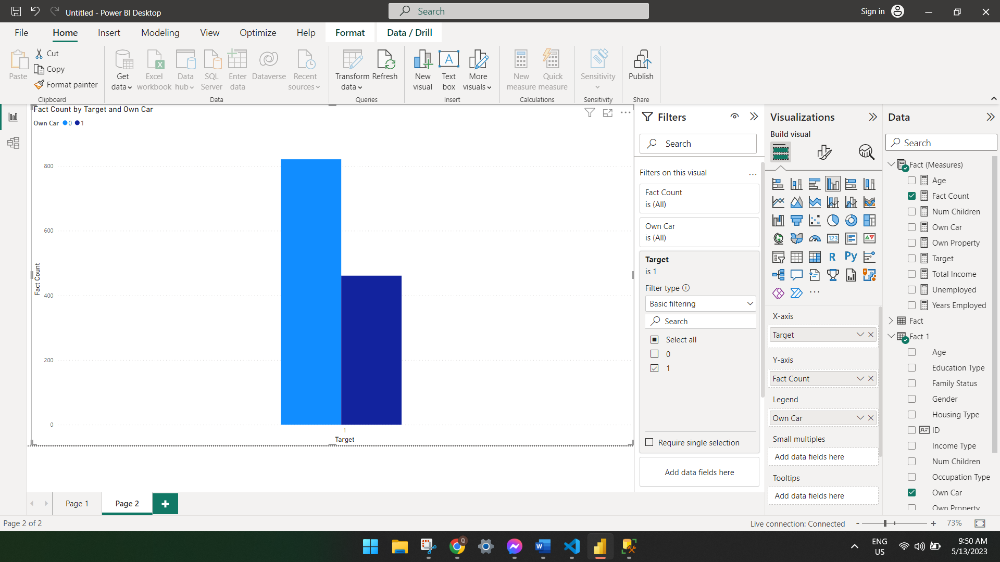 Untitled - Power BI Desktop
Search
Sign in
File
Home
Insert
Modeling
View
Optimize
Help
Format
Data / Drill
Paste
Cut
Copy
Format painter
Clipboard
Get data
Excel workbook
Data hub
SQL Server
Enter data
Dataverse
Recent sources
Data
Transform data
Refresh
Queries
New visual
Text box
More visuals
Insert
New measure
Quick measure
Calculations
Sensitivity
Sensitivity
Publish
Share
Fact Count by Target and Own Car
Own Car 0 1
Fact Count
800
600
400
200
0
1
Target
Filters
Search
Filters on this visual
Fact Count
is (All)
Own Car
is (All)
Target
is 1
Filter type
Basic filtering
Search
Select all
0
1
Require single selection
Add data fields here
Visualizations
Build visual
123
R
Py
X-axis
Target
Y-axis
Fact Count
Legend
Own Car
Small multiples
Add data fields here
Tooltips
Add data fields here
Data
Search
Fact (Measures)
Age
Fact Count
Num Children
Own Car
Own Property
Target
Total Income
Unemployed
Years Employed
Fact
Fact 1
Age
Education Type
Family Status
Gender
Housing Type
ID
Income Type
Num Children
Occupation Type
Own Car
Own Property
Page 1
Page 2
Page 2 of 2
Live connection: Connected
- + 73%
ENG
US
9:50 AM
5/13/2023